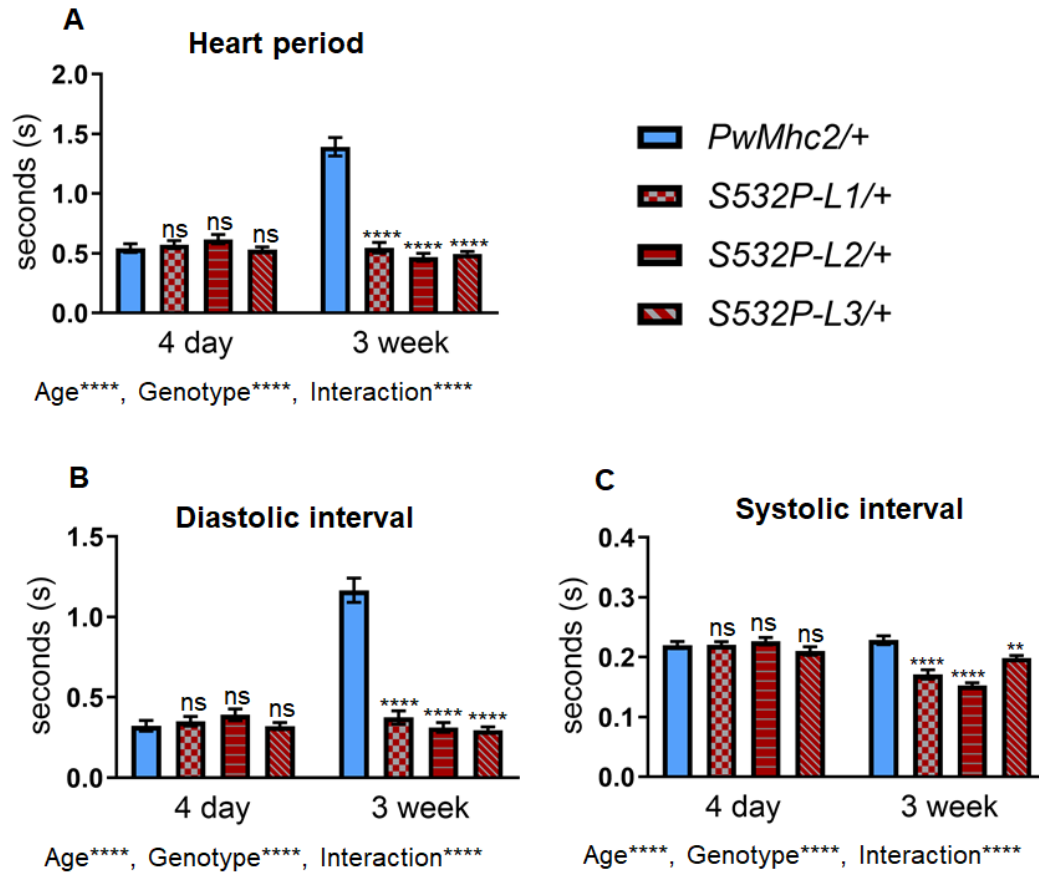 A
Heart period
seconds (s)
2.0
1.5
1.0
0.5
0.0
ns
ns
ns
****
****
****
4 day
3 week
Age****, Genotype****, Interaction****
PwMhc2/+
S532P-L1/+
S532P-L2/+
S532P-L3/+
B
Diastolic interval
seconds (s)
1.5
1.0
0.5
0.0
ns
ns
ns
****
****
****
4 day
3 week
Age****, Genotype****, Interaction****
C
Systolic interval
seconds (s)
0.4
0.3
0.2
0.1
0.0
ns
ns
ns
****
****
**
4 day
3 week
Age****, Genotype****, Interaction****